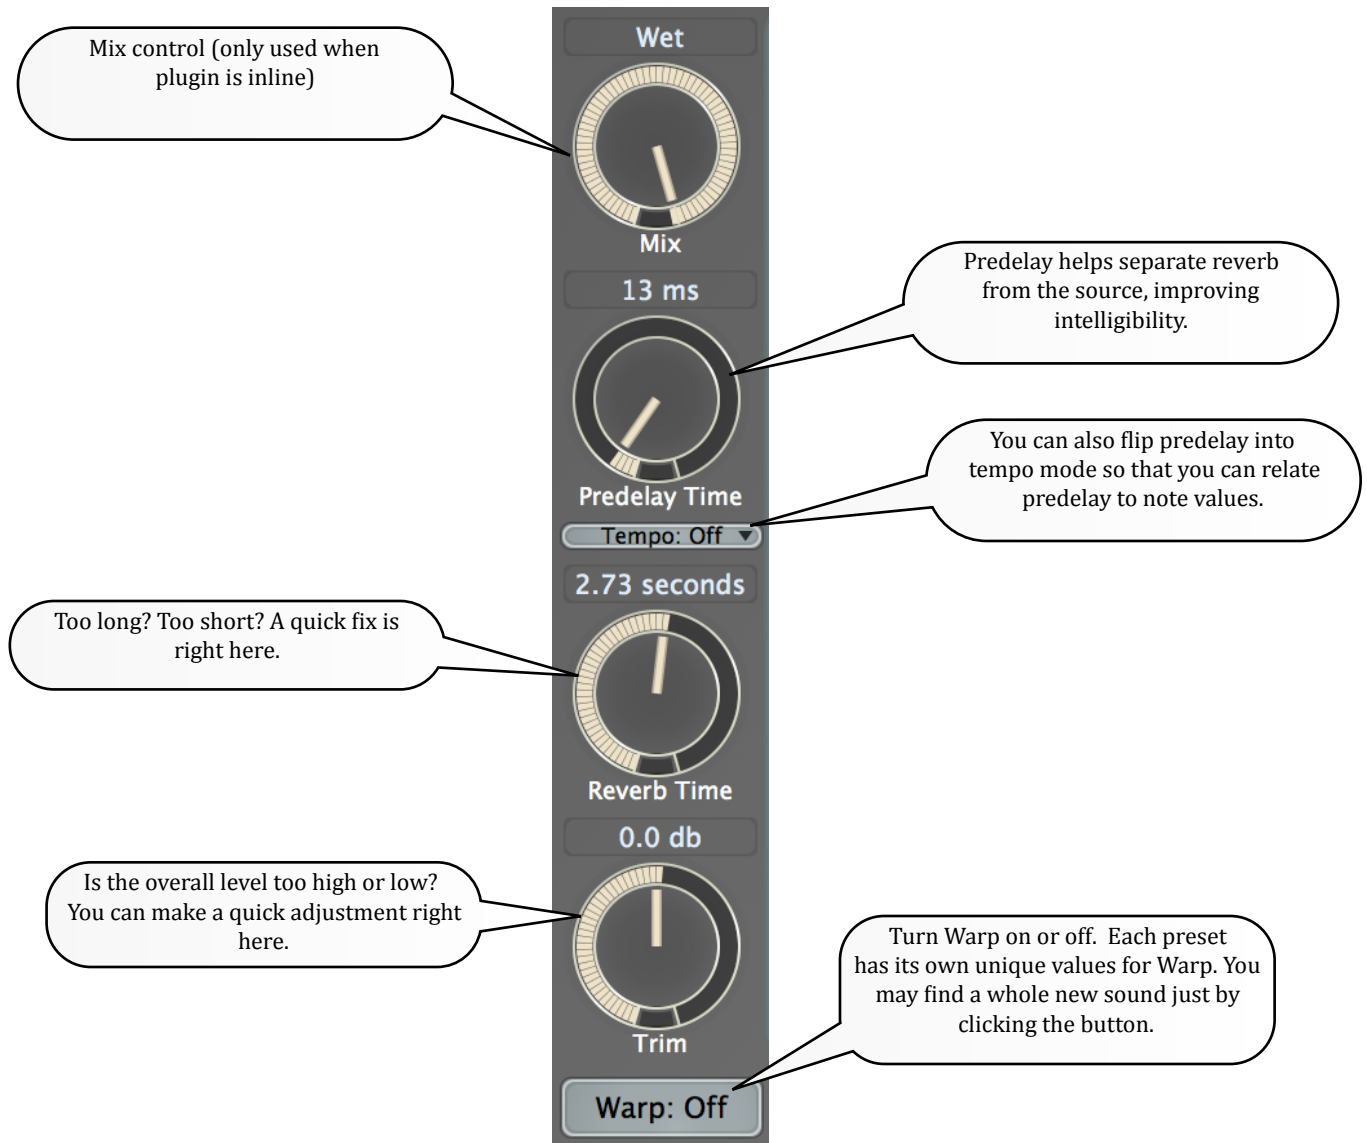 Wet
Mix control (only used when
plugin is inline)
Mix
Predelay helps separate reverb
from the source, improving
intelligibility.
13 ms
Predelay Time
You can also flip predelay into
tempo mode so that you can relate
predelay to note values.
Tempo: Off
2.73 seconds
Too long? Too short? A quick fix is
right here.
Reverb Time
0.0 db
Is the overall level too high or low?
You can make a quick adjustment right
here.
Trim
Turn Warp on or off.  Each preset
has its own unique values for Warp. You
may find a whole new sound just by
clicking the button.
Warp: Off